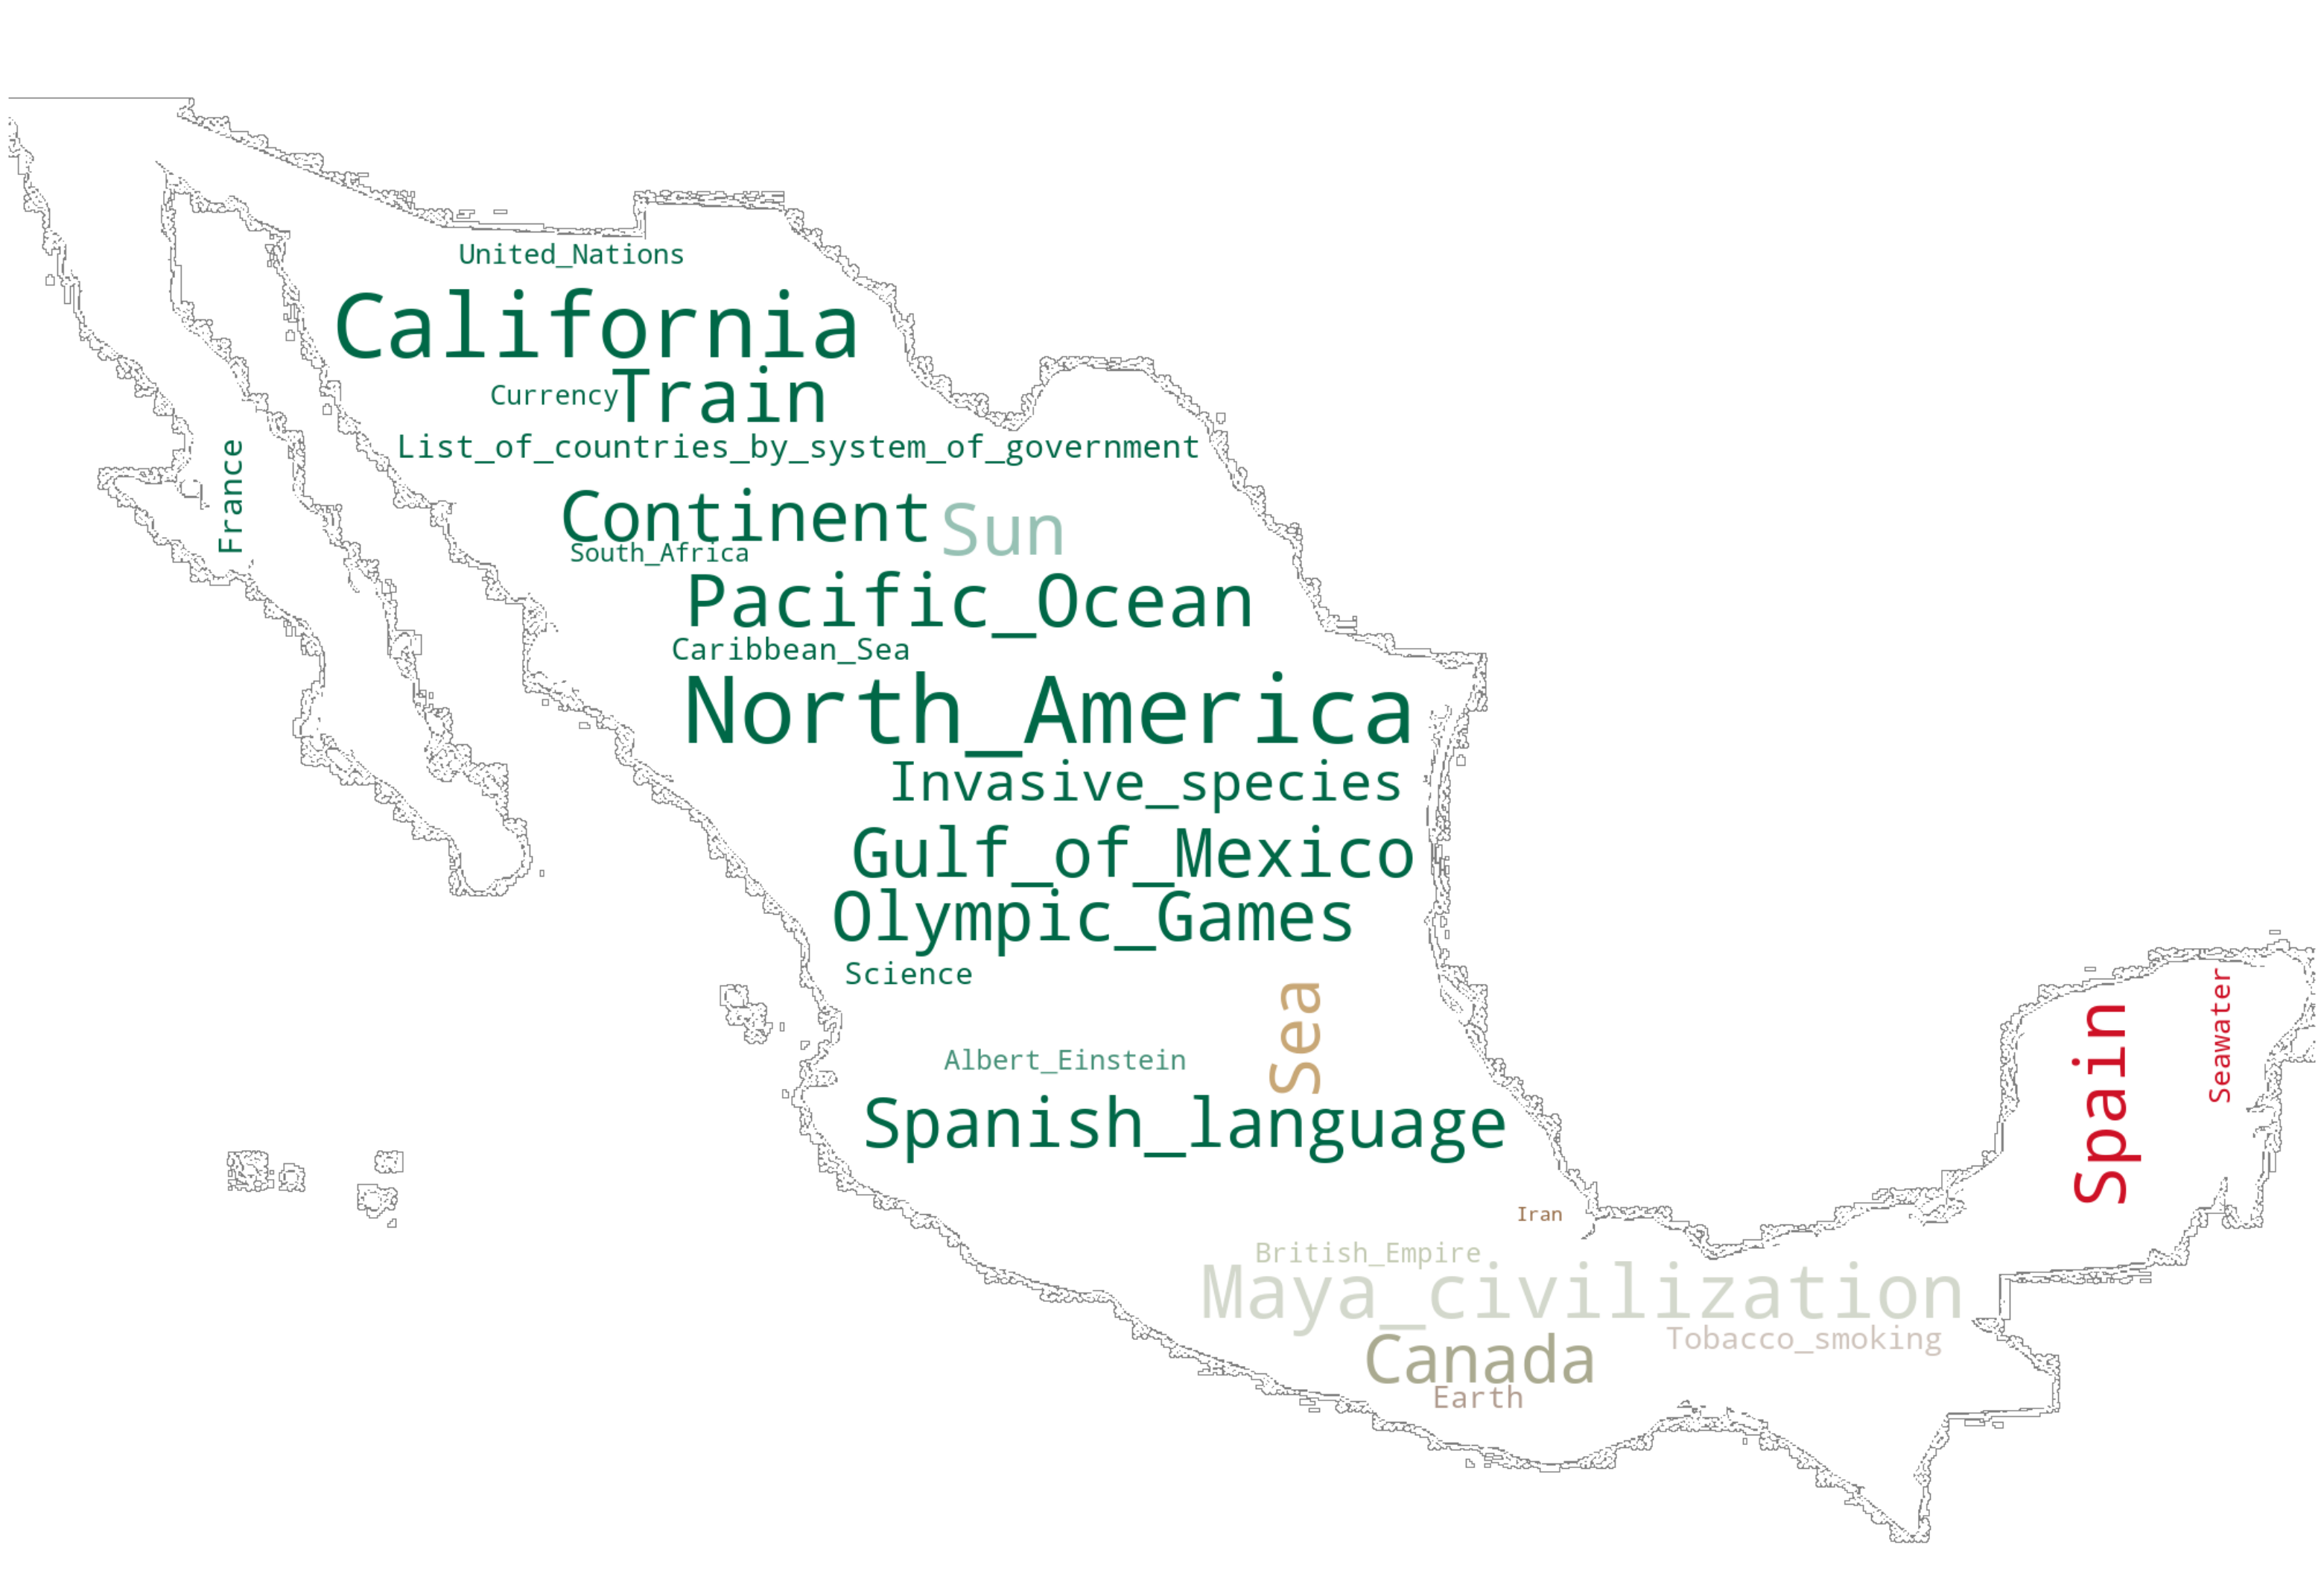 United_Nations
California
Currency
Train
List_of_countries_by_system_of_government
France
Continent
Sun
South_Africa
Pacific_Ocean
Caribbean_Sea
North_America
Invasive_species
Gulf_of_Mexico
Olympic_Games
Science
Sea
Spain
Seawater
Albert_Einstein
Spanish_language
Iran
British_Empire
Maya_civilization
Tobacco_smoking
Canada
Earth